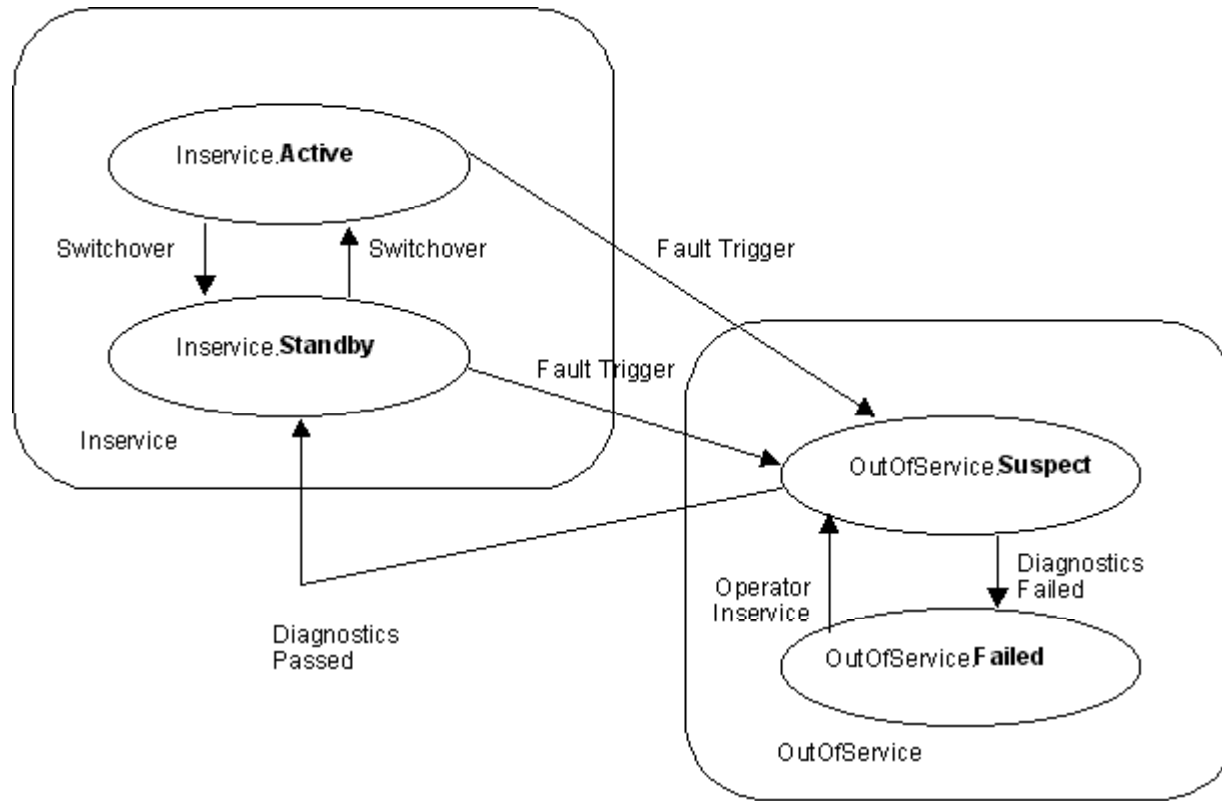 Inservice.Active
Switchover
Switchover
Fault Trigger
Inservice.Standby
Fault Trigger
Inservice
OutOfService.Suspect
Operator
Inservice
Diagnostics
Failed
Diagnostics
Passed
OutOfService.Failed
OutOfService